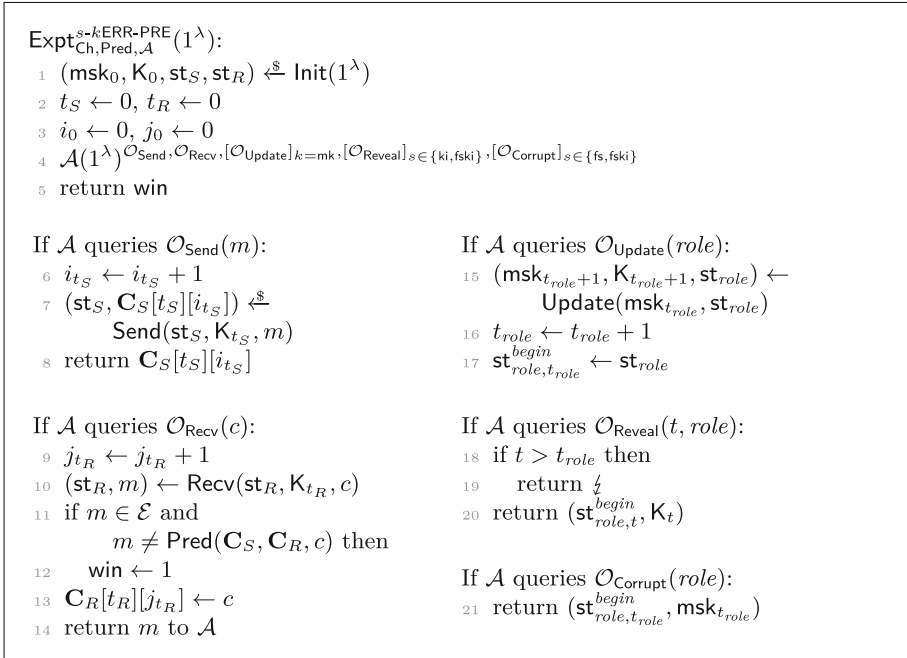 Expt^{s-kERR-PRE}_{Ch,Pred,𝒜}(1^λ):
1 (msk_0, K_0, st_S, st_R) ←$ Init(1^λ)
2 t_S ← 0, t_R ← 0
3 i_0 ← 0, j_0 ← 0
4 𝒜(1^λ)^{𝒪_Send, 𝒪_Recv, [𝒪_Update]_{k=mk}, [𝒪_Reveal]_{s∈{ki,fski}}, [𝒪_Corrupt]_{s∈{fs,fski}}}
5 return win
If 𝒜 queries 𝒪_Send(m):
6 i_{t_S} ← i_{t_S} + 1
7 (st_S, C_S[t_S][i_{t_S}]) ←$
Send(st_S, K_{t_S}, m)
8 return C_S[t_S][i_{t_S}]
If 𝒜 queries 𝒪_Recv(c):
9 j_{t_R} ← j_{t_R} + 1
10 (st_R, m) ← Recv(st_R, K_{t_R}, c)
11 if m ∈ ℰ and
m ≠ Pred(C_S, C_R, c) then
12 win ← 1
13 C_R[t_R][j_{t_R}] ← c
14 return m to 𝒜
If 𝒜 queries 𝒪_Update(role):
15 (msk_{t_role+1}, K_{t_role+1}, st_role) ←
Update(msk_{t_role}, st_role)
16 t_role ← t_role + 1
17 st^{begin}_{role,t_role} ← st_role
If 𝒜 queries 𝒪_Reveal(t, role):
18 if t > t_role then
19 return ↯
20 return (st^{begin}_{role,t}, K_t)
If 𝒜 queries 𝒪_Corrupt(role):
21 return (st^{begin}_{role,t_role}, msk_{t_role})